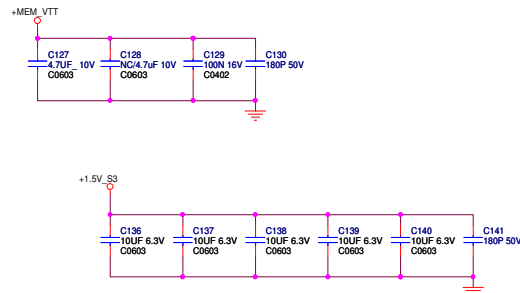 +MEM_VTT
C127
4.7UF_ 10V
C0603
C128
NC/4.7uF 10V
C0603
C129
100N 16V
C0402
C130
180P 50V
+1.5V_S3
C136
10UF 6.3V
C0603
C137
10UF 6.3V
C0603
C138
10UF 6.3V
C0603
C139
10UF 6.3V
C0603
C140
10UF 6.3V
C0603
C141
180P 50V